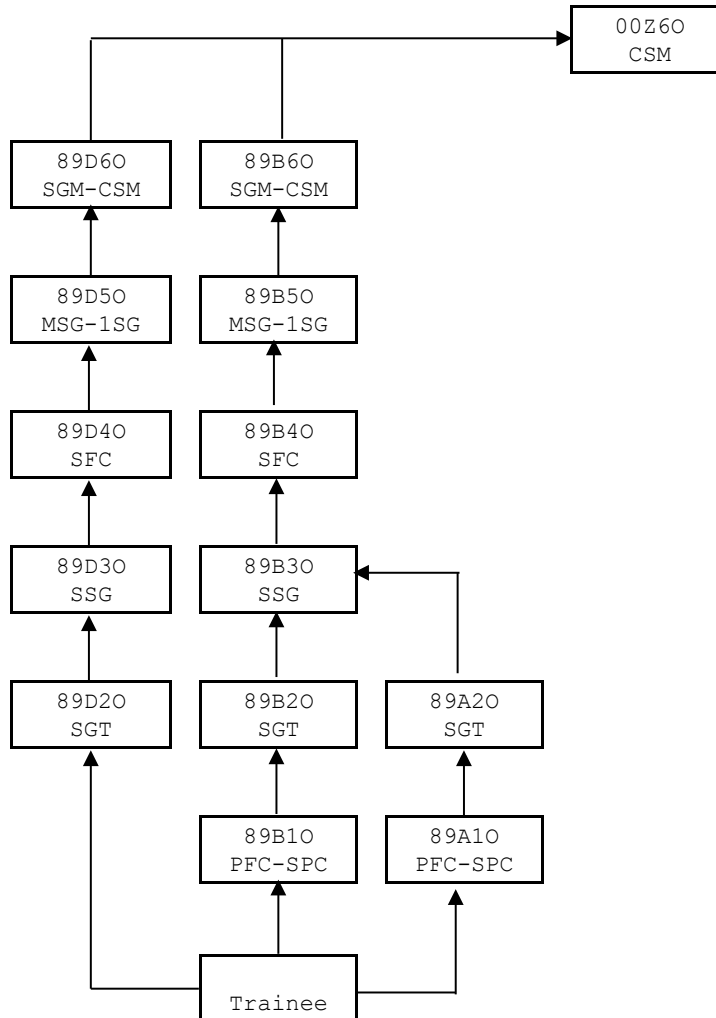 00Z6O
CSM
89D6O
SGM-CSM
89B6O
SGM-CSM
89D5O
MSG-1SG
89B5O
MSG-1SG
89D4O
SFC
89B4O
SFC
89D3O
SSG
89B3O
SSG
89D2O
SGT
89B2O
SGT
89A2O
SGT
89B1O
PFC-SPC
89A1O
PFC-SPC
Trainee